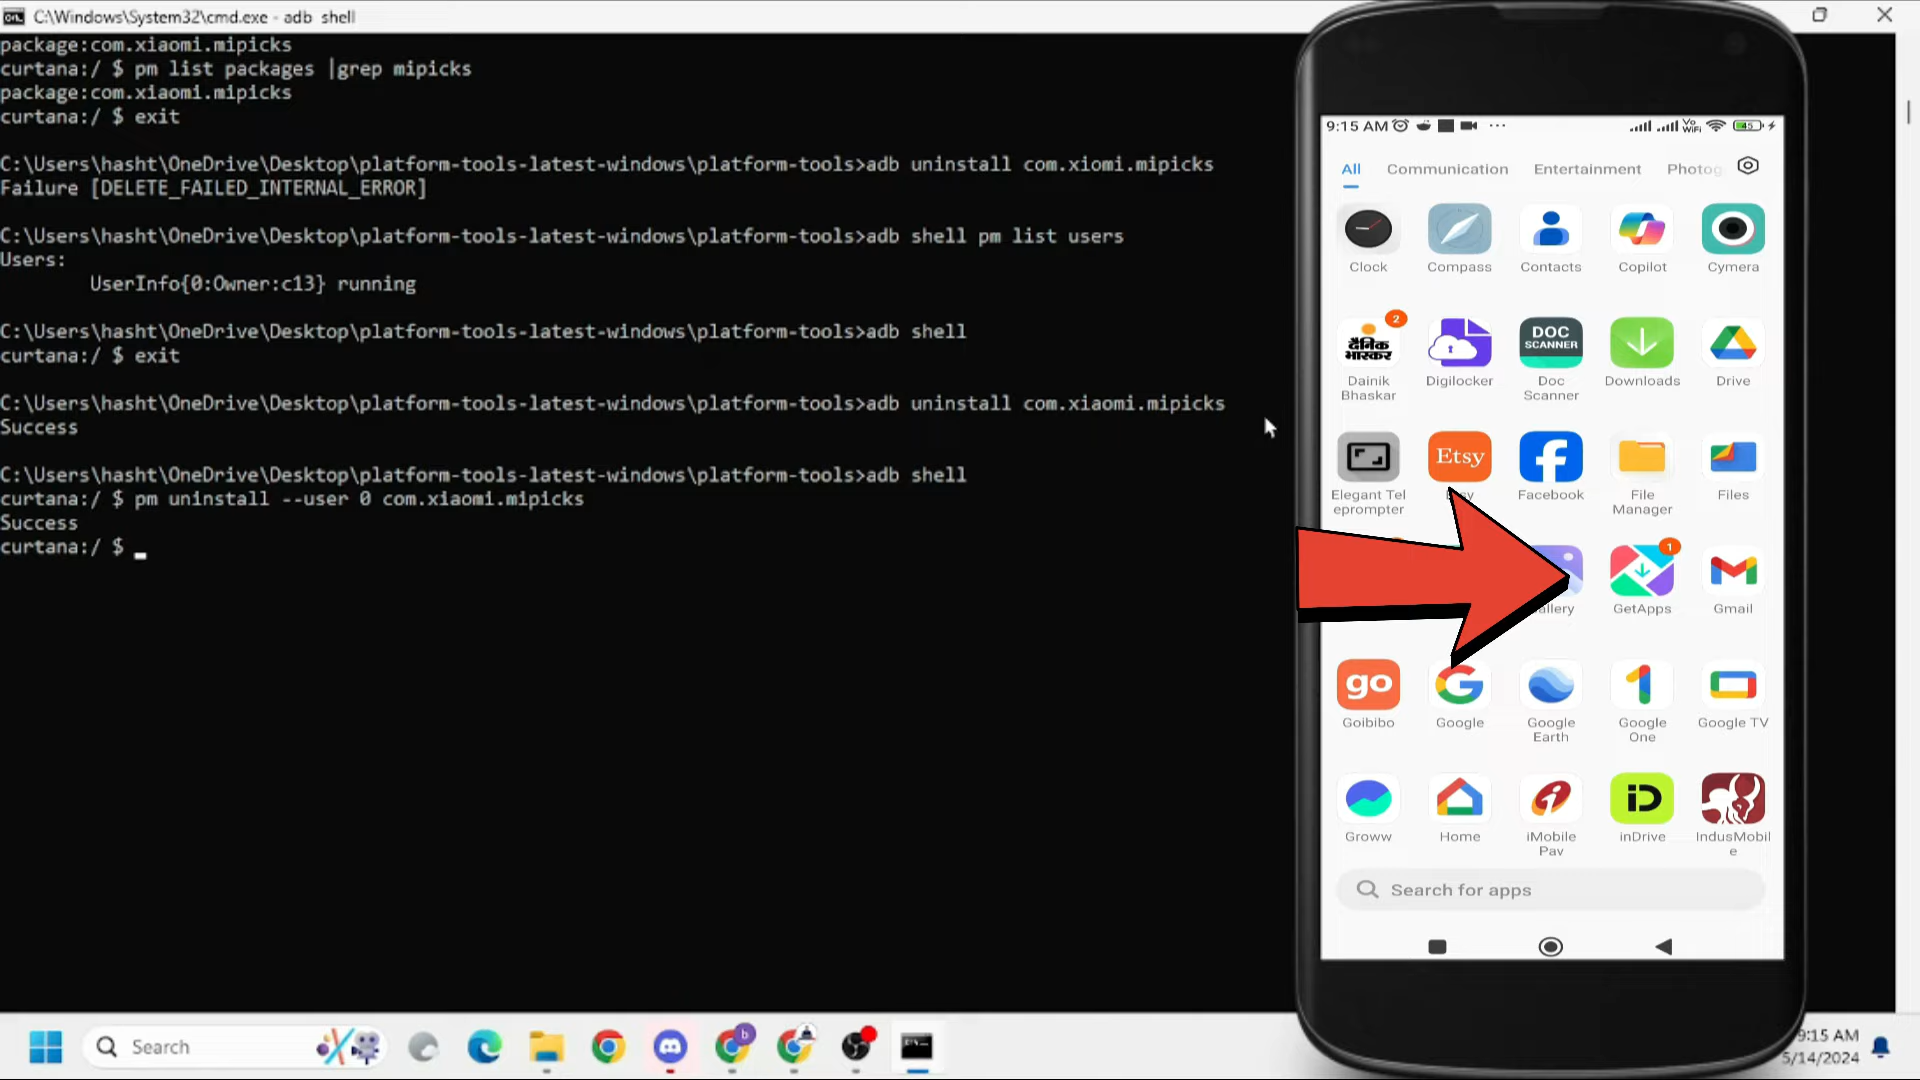 C:\Windows\System32\cmd.exe - adb shell
package:com.xiaomi.mipicks
curtana:/ $ pm list packages |grep mipicks
package:com.xiaomi.mipicks
curtana:/ $ exit
C:\Users\hasht\OneDrive\Desktop\platform-tools-latest-windows\platform-tools>adb uninstall com.xiomi.mipicks
Failure [DELETE_FAILED_INTERNAL_ERROR]
C:\Users\hasht\OneDrive\Desktop\platform-tools-latest-windows\platform-tools>adb shell pm list users
Users:
UserInfo{0:Owner:c13} running
C:\Users\hasht\OneDrive\Desktop\platform-tools-latest-windows\platform-tools>adb shell
curtana:/ $ exit
C:\Users\hasht\OneDrive\Desktop\platform-tools-latest-windows\platform-tools>adb uninstall com.xiaomi.mipicks
Success
C:\Users\hasht\OneDrive\Desktop\platform-tools-latest-windows\platform-tools>adb shell
curtana:/ $ pm uninstall --user 0 com.xiaomi.mipicks
Success
curtana:/ $ _
9:15 AM
Vo WiFi
45
All Communication Entertainment Photog
Clock Compass Contacts Copilot Cymera
2
दैनिक भास्कर
DOC SCANNER
Dainik Bhaskar Digilocker Doc Scanner Downloads Drive
Etsy
Elegant Teleprompter Facebook File Manager Files
1
allery GetApps Gmail
go
Goibibo Google Google Earth Google One Google TV
iD
Groww Home iMobile Pay inDrive IndusMobile
Search for apps
Search
b
9:15 AM
5/14/2024